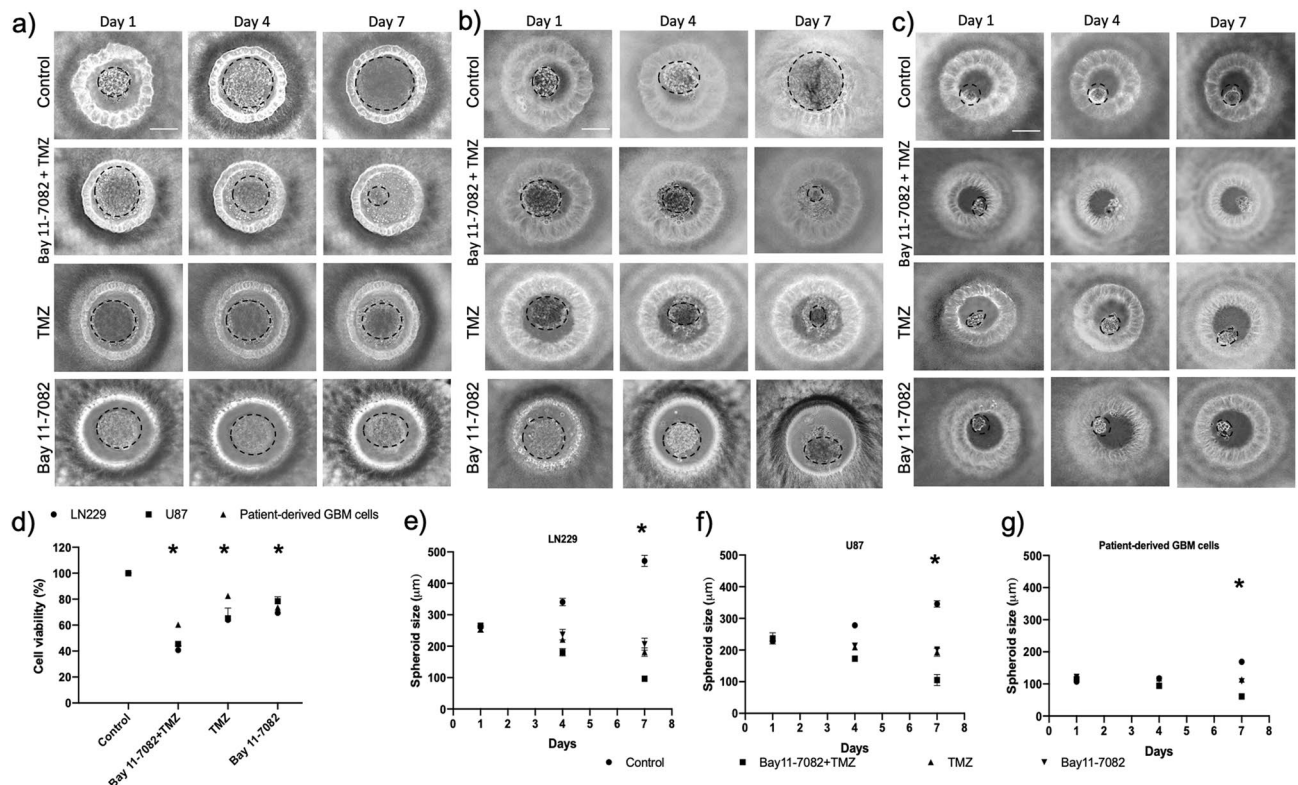 a)
Day 1 Day 4 Day 7
Control
Bay 11-7082 + TMZ
TMZ
Bay 11-7082
b)
Day 1 Day 4 Day 7
Control
Bay 11-7082 + TMZ
TMZ
Bay 11-7082
c)
Day 1 Day 4 Day 7
Control
Bay 11-7082 + TMZ
TMZ
Bay 11-7082
d)
LN229 U87 Patient-derived GBM cells
* * *
Cell viability (%)
120
100
80
60
40
20
0
Control
Bay 11-7082+TMZ
TMZ
Bay 11-7082
e)
LN229
*
Spheroid size (μm)
500
400
300
200
100
0
0 1 2 3 4 5 6 7 8
Days
f)
U87
*
Spheroid size (μm)
500
400
300
200
100
0
0 1 2 3 4 5 6 7 8
Days
g)
Patient-derived GBM cells
*
Spheroid size (μm)
500
400
300
200
100
0
0 1 2 3 4 5 6 7 8
Days
Control Bay11-7082+TMZ TMZ Bay11-7082